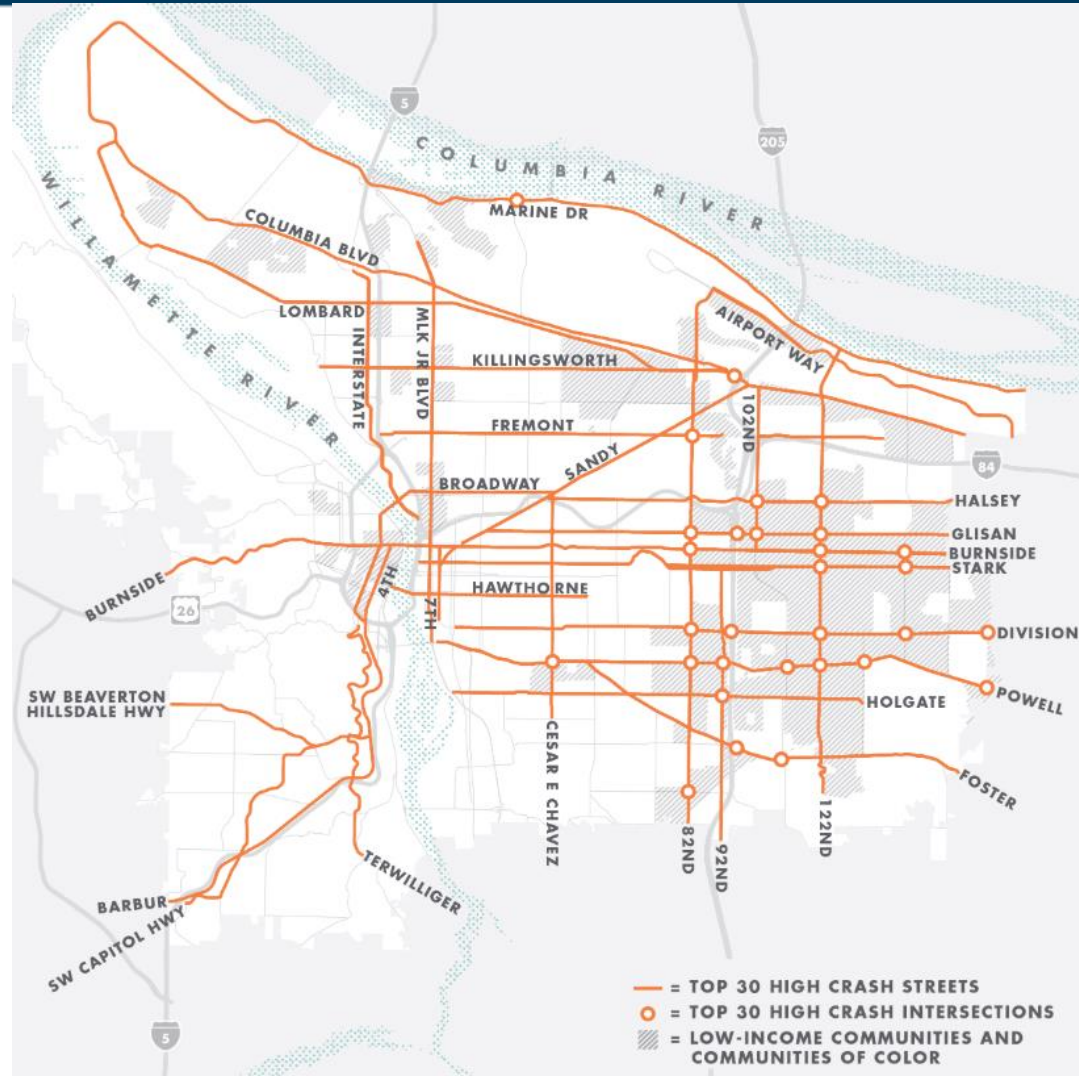 5
205
COLUMBIA RIVER
MARINE DR
WILLAMETTE RIVER
COLUMBIA BLVD
LOMBARD
INTERSTATE
MLK JR BLVD
AIRPORT WAY
KILLINGSWORTH
102ND
FREMONT
SANDY
84
BROADWAY
HALSEY
GLISAN
BURNSIDE
STARK
BURNSIDE
26
4TH
7TH
HAWTHORNE
DIVISION
SW BEAVERTON
HILLSDALE HWY
HOLGATE
POWELL
CESAR E CHAVEZ
FOSTER
82ND
92ND
122ND
TERWILLIGER
BARBUR
SW CAPITOL HWY
5
= TOP 30 HIGH CRASH STREETS
= TOP 30 HIGH CRASH INTERSECTIONS
= LOW-INCOME COMMUNITIES AND
COMMUNITIES OF COLOR